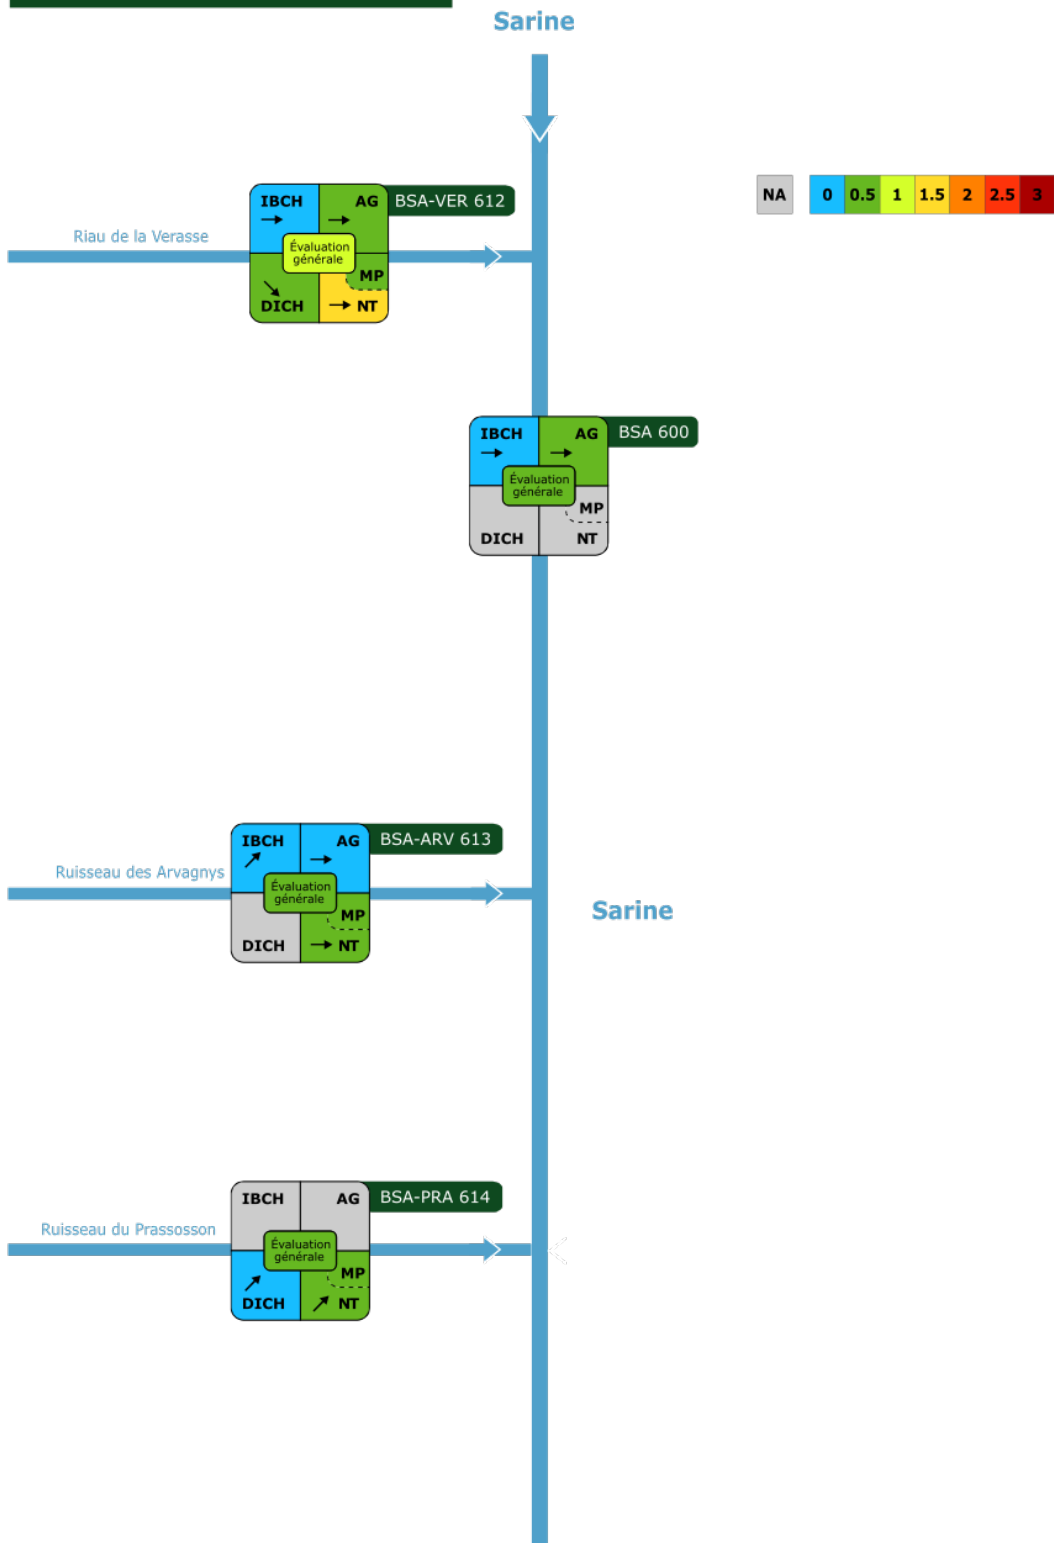 Sarine
NA 0 0.5 1 1.5 2 2.5 3
IBCH AG BSA-VER 612
Riau de la Verasse
Évaluation
générale
MP
DICH NT
IBCH AG BSA 600
Évaluation
générale
MP
DICH NT
IBCH AG BSA-ARV 613
Ruisseau des Arvagnys
Évaluation
générale
MP
Sarine
DICH NT
IBCH AG BSA-PRA 614
Ruisseau du Prassosson
Évaluation
générale
MP
DICH NT